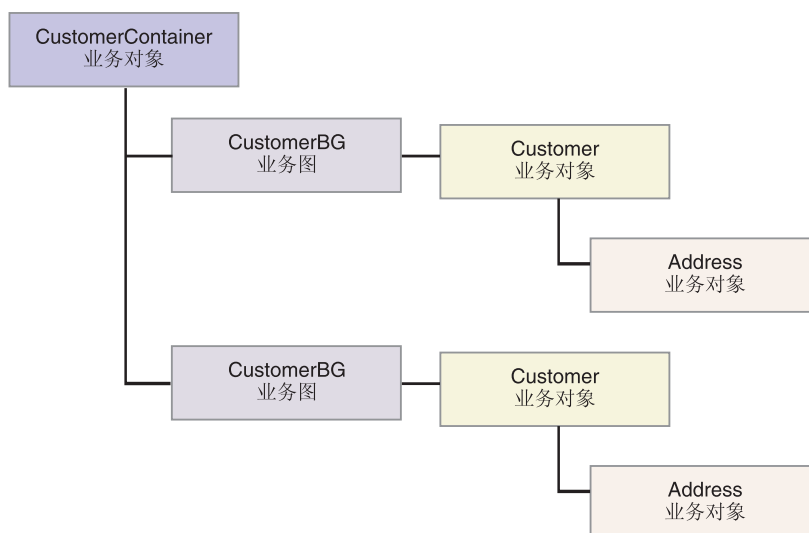 CustomerContainer
业务对象
CustomerBG
业务图
Customer
业务对象
Address
业务对象
CustomerBG
业务图
Customer
业务对象
Address
业务对象